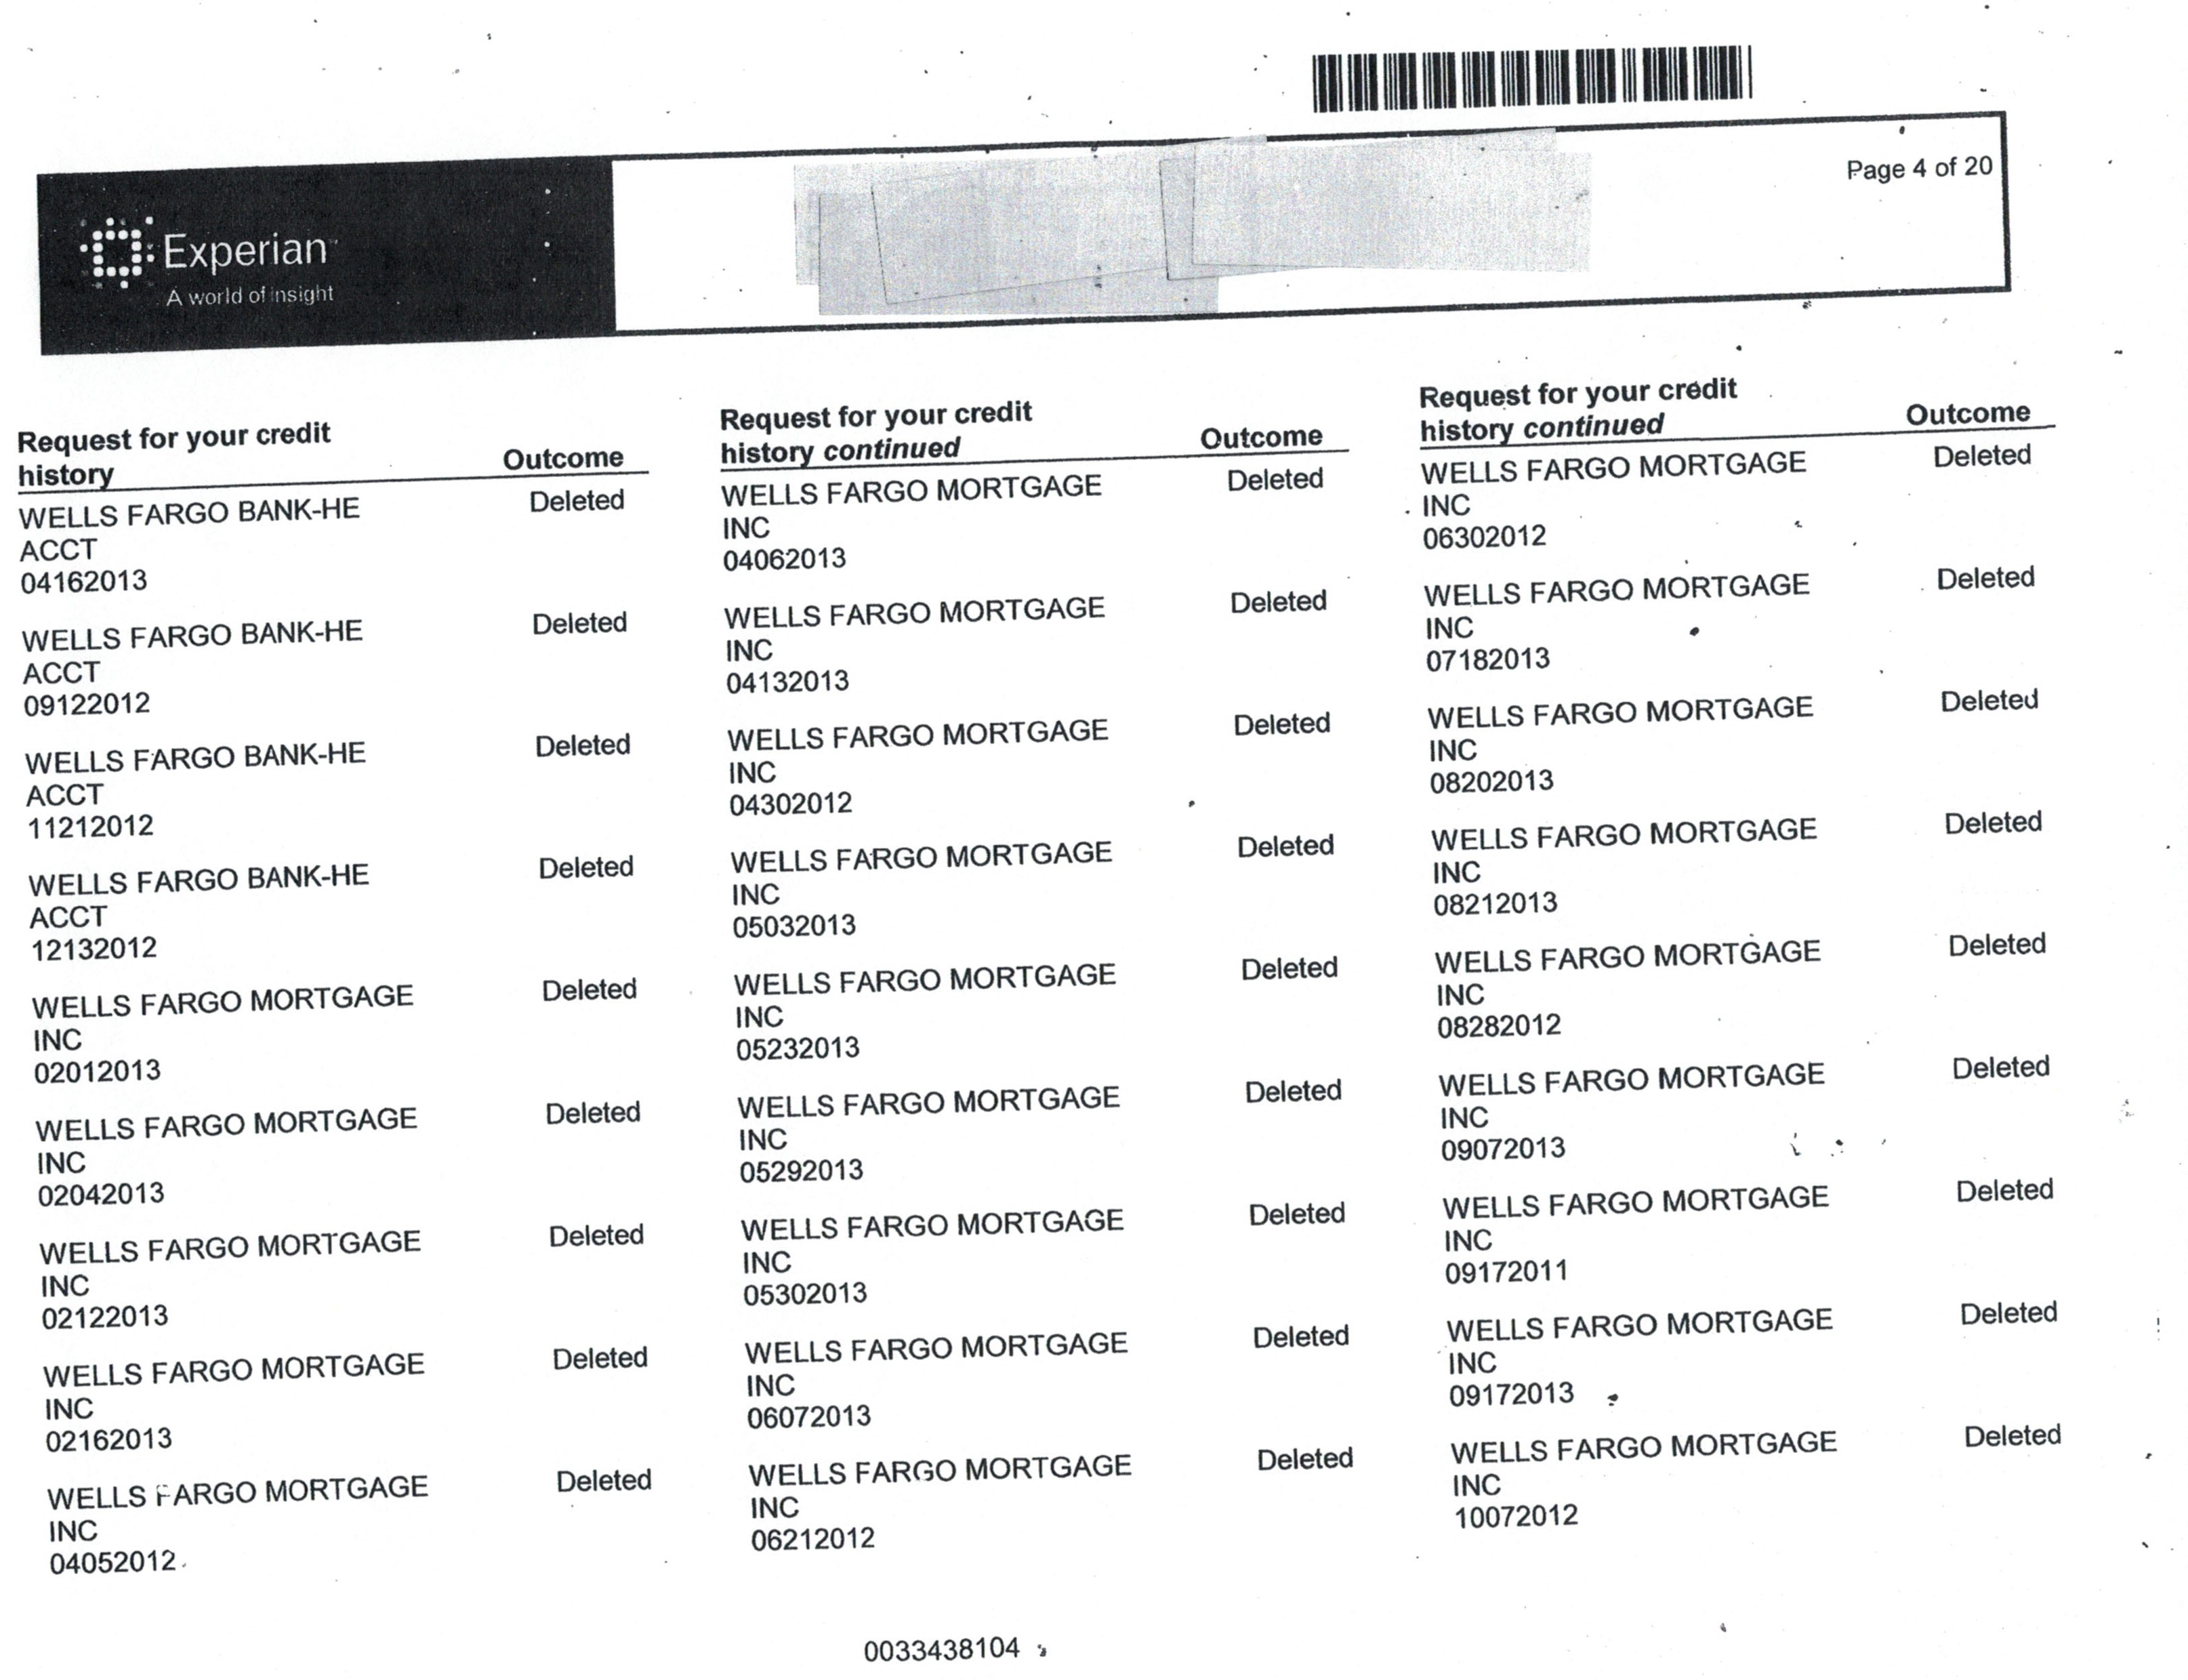 Page 4 of 20
Experian
A world of insight
Request for your credit
history
Outcome
WELLS FARGO BANK-HE
Deleted
ACCT
04162013
WELLS FARGO BANK-HE
Deleted
ACCT
09122012
WELLS FARGO BANK-HE
Deleted
ACCT
11212012
WELLS FARGO BANK-HE
Deleted
ACCT
12132012
WELLS FARGO MORTGAGE
Deleted
INC
02012013
WELLS FARGO MORTGAGE
Deleted
INC
02042013
WELLS FARGO MORTGAGE
Deleted
INC
02122013
WELLS FARGO MORTGAGE
Deleted
INC
02162013
WELLS FARGO MORTGAGE
Deleted
INC
04052012
Request for your credit
history continued
Outcome
WELLS FARGO MORTGAGE
Deleted
INC
04062013
WELLS FARGO MORTGAGE
Deleted
INC
04132013
WELLS FARGO MORTGAGE
Deleted
INC
04302012
WELLS FARGO MORTGAGE
Deleted
INC
05032013
WELLS FARGO MORTGAGE
Deleted
INC
05232013
WELLS FARGO MORTGAGE
Deleted
INC
05292013
WELLS FARGO MORTGAGE
Deleted
INC
05302013
WELLS FARGO MORTGAGE
Deleted
INC
06072013
WELLS FARGO MORTGAGE
Deleted
INC
06212012
Request for your credit
history continued
Outcome
WELLS FARGO MORTGAGE
Deleted
INC
06302012
WELLS FARGO MORTGAGE
Deleted
INC
07182013
WELLS FARGO MORTGAGE
Deleted
INC
08202013
WELLS FARGO MORTGAGE
Deleted
INC
08212013
WELLS FARGO MORTGAGE
Deleted
INC
08282012
WELLS FARGO MORTGAGE
Deleted
INC
09072013
WELLS FARGO MORTGAGE
Deleted
INC
09172011
WELLS FARGO MORTGAGE
Deleted
INC
09172013
WELLS FARGO MORTGAGE
Deleted
INC
10072012
0033438104